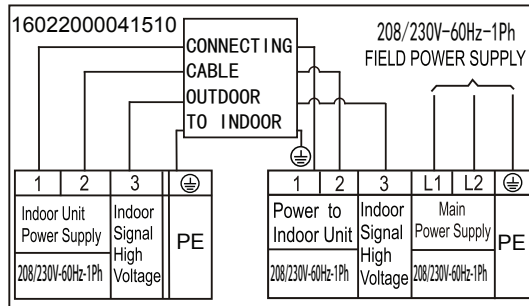 16022000041510
CONNECTING
CABLE
OUTDOOR
TO INDOOR
208/230V-60Hz-1Ph
FIELD POWER SUPPLY
1 2 3
Indoor Unit
Power Supply
208/230V-60Hz-1Ph
Indoor
Signal
High
Voltage
PE
1 2 3 L1 L2
Power to
Indoor Unit
208/230V-60Hz-1Ph
Indoor
Signal
High
Voltage
Main
Power Supply
208/230V-60Hz-1Ph
PE